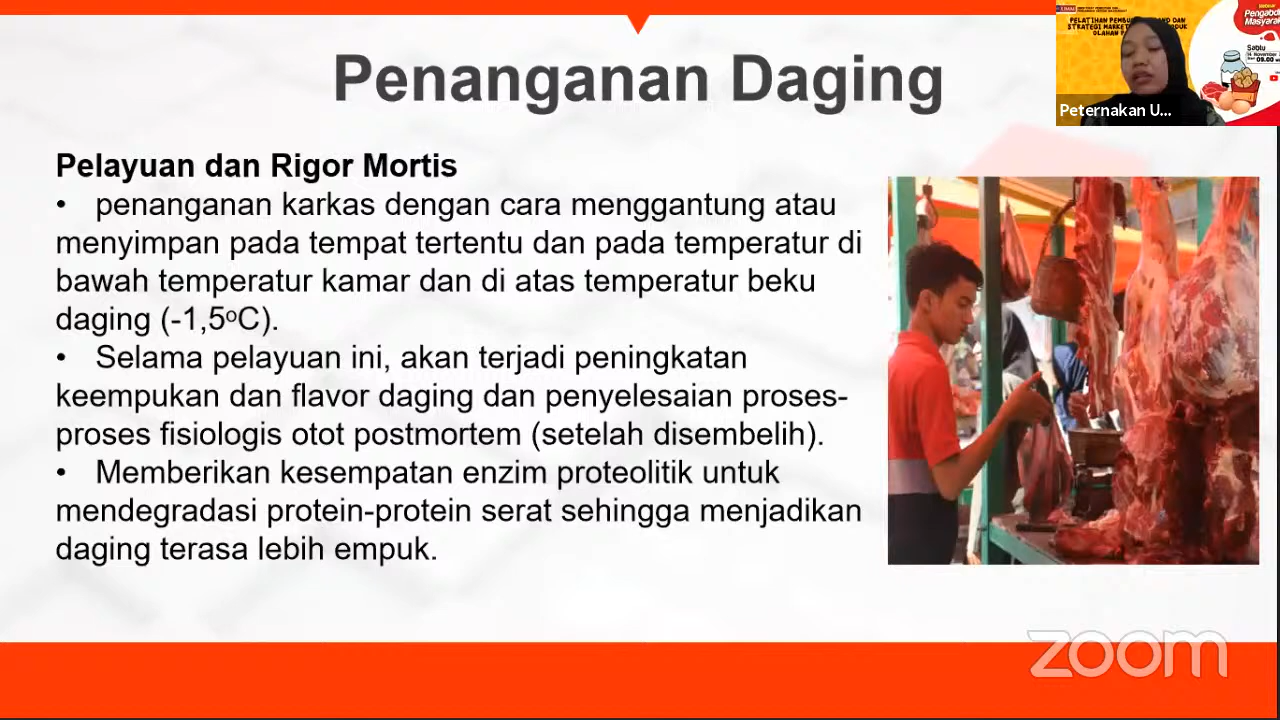 Penanganan Daging
Pelayuan dan Rigor Mortis
• penanganan karkas dengan cara menggantung atau
menyimpan pada tempat tertentu dan pada temperatur di
bawah temperatur kamar dan di atas temperatur beku
daging (-1,5ºC).
• Selama pelayuan ini, akan terjadi peningkatan
keempukan dan flavor daging dan penyelesaian proses-
proses fisiologis otot postmortem (setelah disembelih).
• Memberikan kesempatan enzim proteolitik untuk
mendegradasi protein-protein serat sehingga menjadikan
daging terasa lebih empuk.
Sabtu
Peternakan U...
zoom